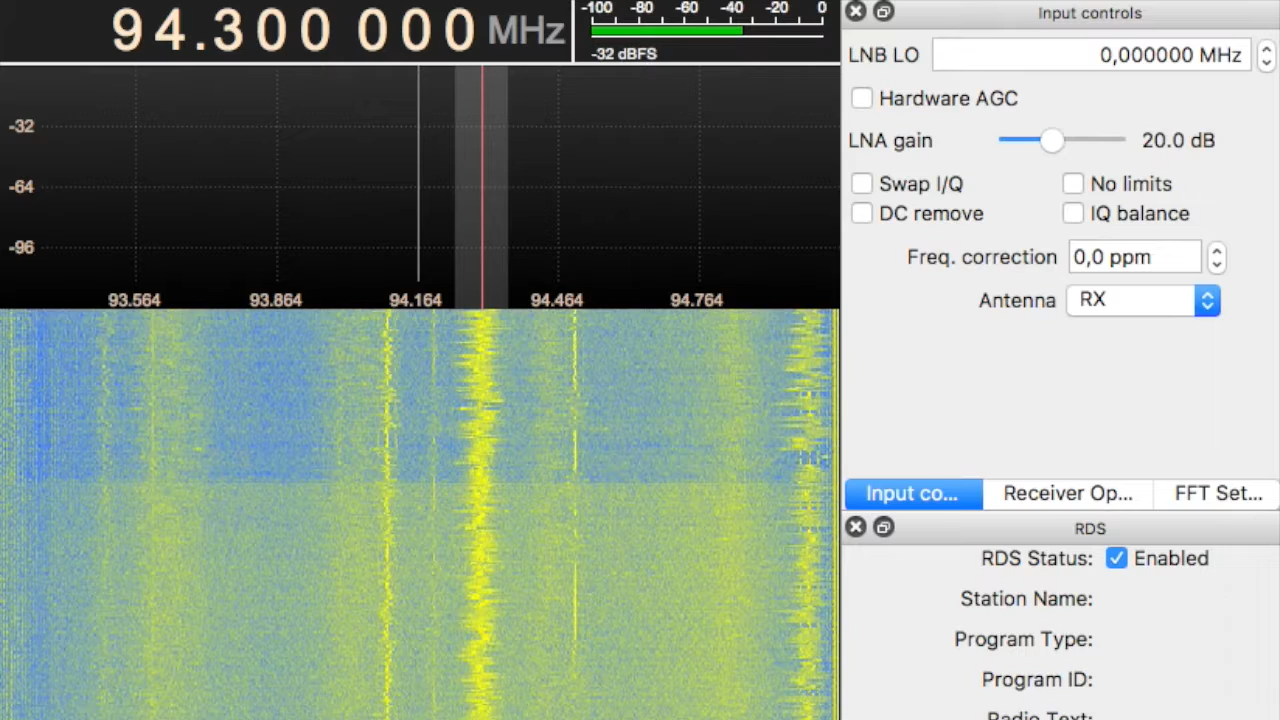 94.300 000 MHz
-100 -80 -60 -40 -20 0
-32 dBFS
-32
-64
-96
93.564 93.864 94.164 94.464 94.764
Input controls
LNB LO 0,000000 MHz
Hardware AGC
LNA gain 20.0 dB
Swap I/Q No limits
DC remove IQ balance
Freq. correction 0,0 ppm
Antenna RX
Input co... Receiver Op... FFT Set...
RDS
RDS Status: Enabled
Station Name:
Program Type:
Program ID:
Radio Text: